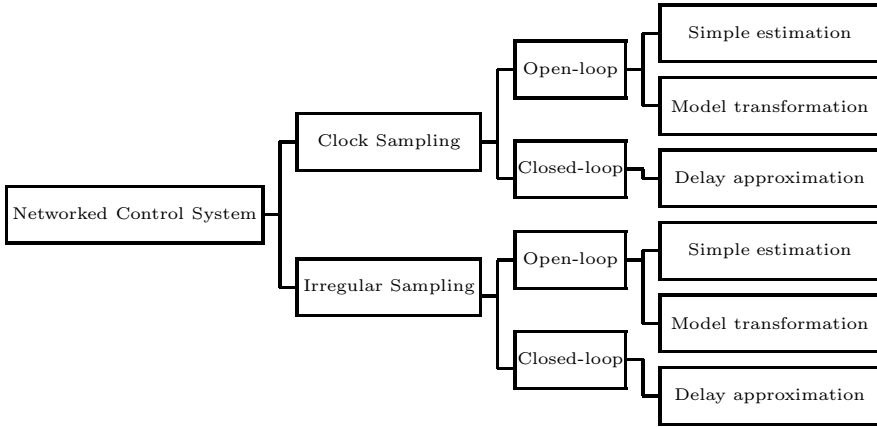 Networked Control System
Clock Sampling
Open-loop
Simple estimation
Model transformation
Closed-loop
Delay approximation
Irregular Sampling
Open-loop
Simple estimation
Model transformation
Closed-loop
Delay approximation